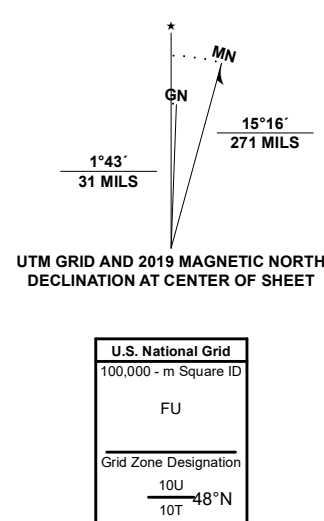 ★
MN
GN
15°16´
271 MILS
1°43´
31 MILS
UTM GRID AND 2019 MAGNETIC NORTH
DECLINATION AT CENTER OF SHEET
U.S. National Grid
100,000 - m Square ID
FU
Grid Zone Designation
10U
48°N
10T